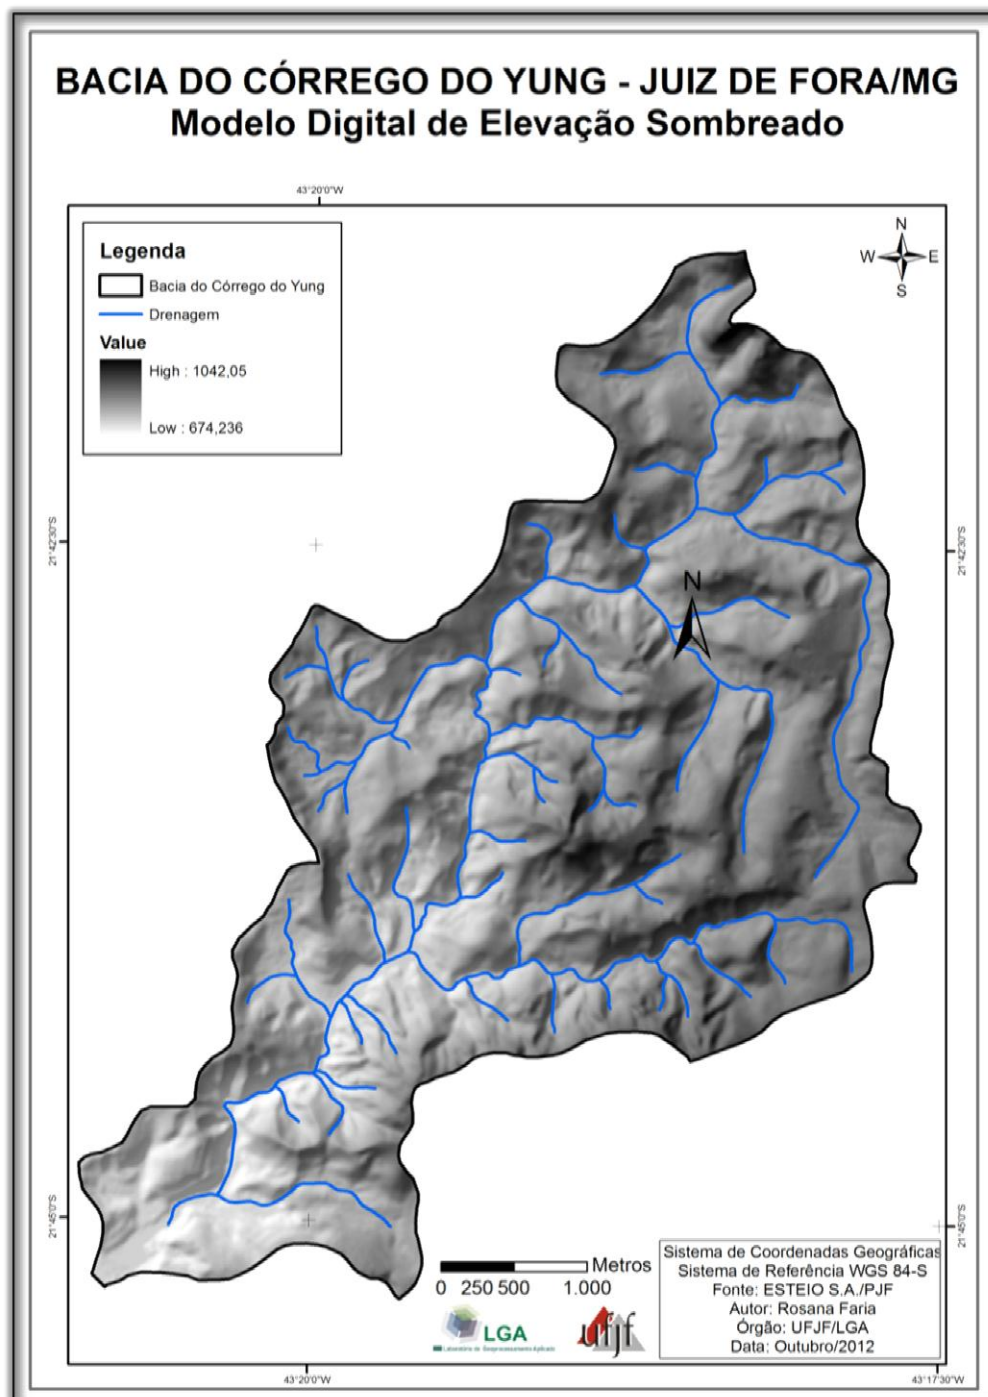 BACIA DO CÓRREGO DO YUNG - JUIZ DE FORA/MG
Modelo Digital de Elevação Sombreado
43°20'0"W
Legenda
Bacia do Córrego do Yung
Drenagem
Value
High : 1042,05
Low : 674,236
N
W E
S
21°42'30"S
21°42'30"S
N
21°45'0"S
21°45'0"S
Metros
0 250 500 1.000
Sistema de Coordenadas Geográficas
Sistema de Referência WGS 84-S
Fonte: ESTEIO S.A./PJF
Autor: Rosana Faria
Órgão: UFJF/LGA
Data: Outubro/2012
LGA
Laboratório de Geoprocessamento Aplicado
ufjf
43°20'0"W
43°17'30"W